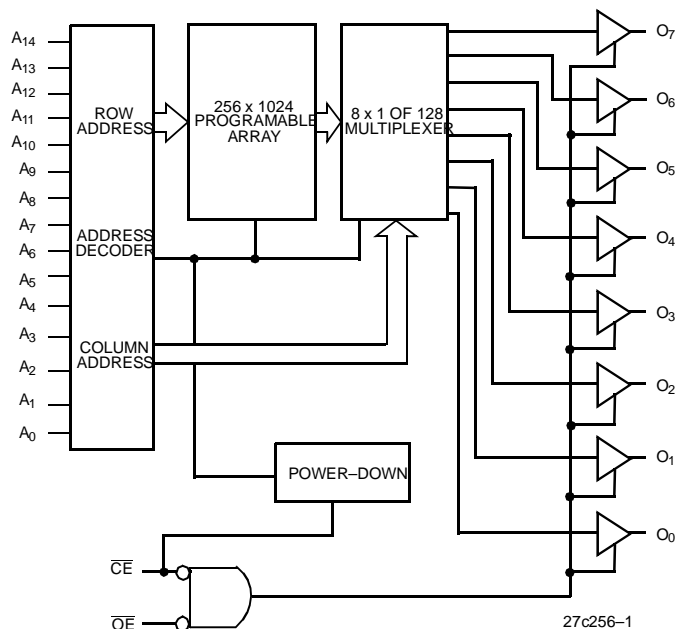 A14
A13
A12
A11
A10
A9
A8
A7
A6
A5
A4
A3
A2
A1
A0
ROW
ADDRESS
ADDRESS
DECODER
COLUMN
ADDRESS
256 x 1024
PROGRAMABLE
ARRAY
8 x 1 OF 128
MULTIPLEXER
POWER–DOWN
CE
OE
O7
O6
O5
O4
O3
O2
O1
O0
27c256–1